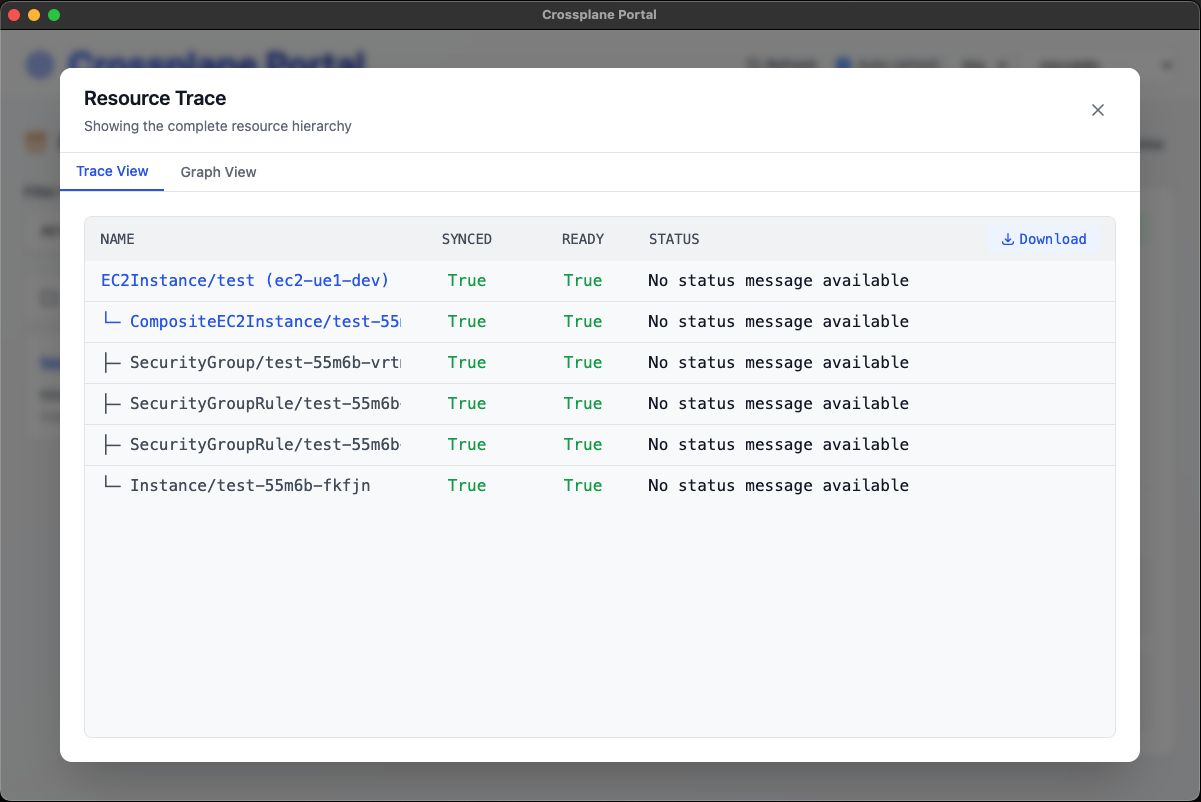 Crossplane Portal
Crossplane Portal
Resource Trace
Showing the complete resource hierarchy
Trace View Graph View
NAME SYNCED READY STATUS Download
EC2Instance/test (ec2-ue1-dev) True True No status message available
└─ CompositeEC2Instance/test-55 True True No status message available
├─ SecurityGroup/test-55m6b-vrt True True No status message available
├─ SecurityGroupRule/test-55m6b- True True No status message available
├─ SecurityGroupRule/test-55m6b- True True No status message available
└─ Instance/test-55m6b-fkfjn True True No status message available